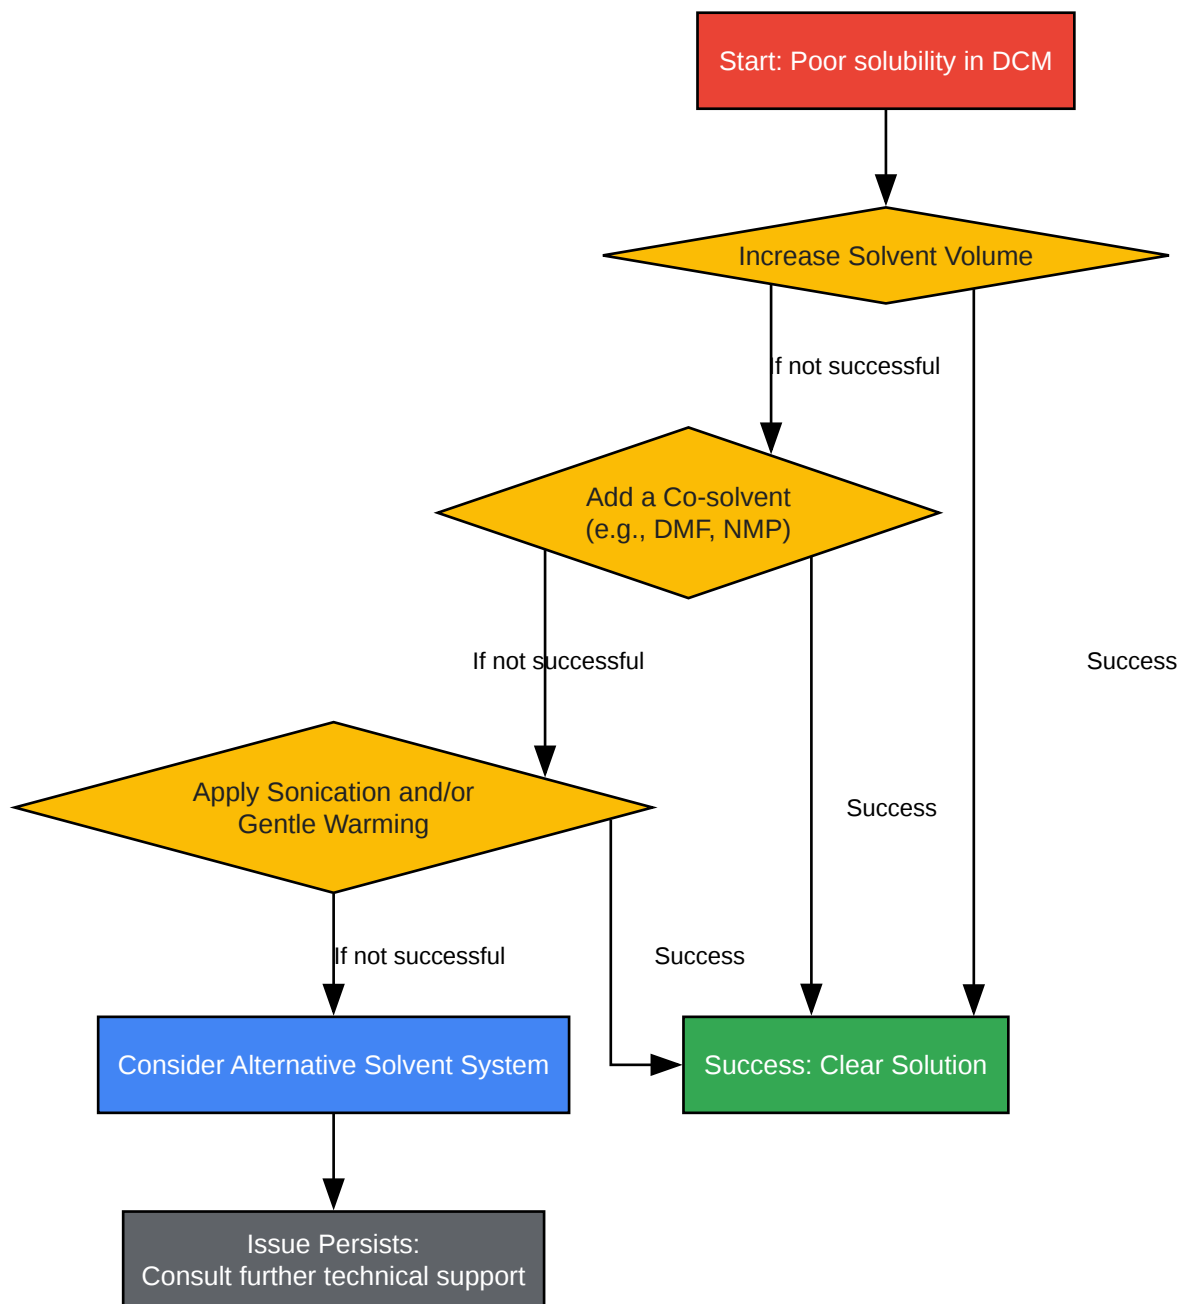 Start: Poor solubility in DCM
Increase Solvent Volume
If not successful
Add a Co-solvent
(e.g., DMF, NMP)
If not successful
Success
Apply Sonication and/or
Gentle Warming
Success
If not successful
Success
Consider Alternative Solvent System
Success: Clear Solution
Issue Persists:
Consult further technical support